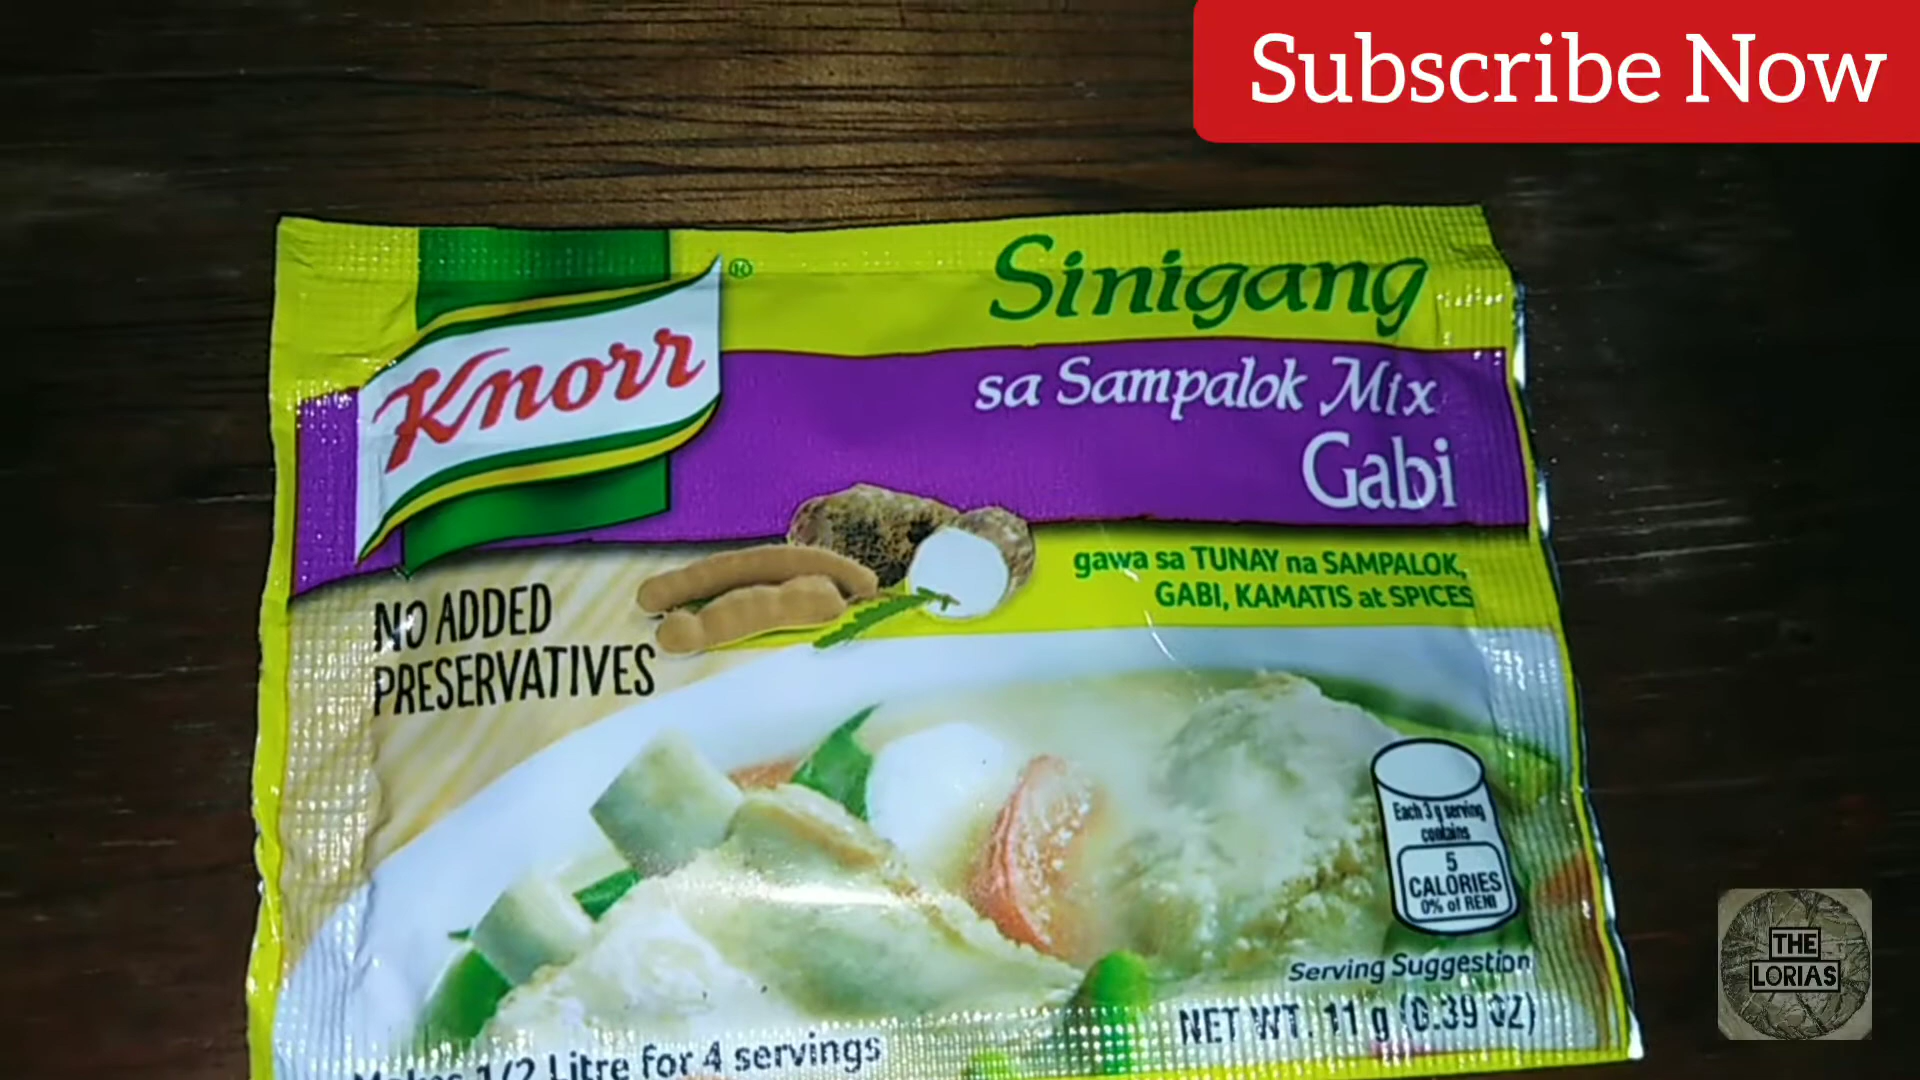 Subscribe Now
Knorr®
Sinigang
sa Sampalok Mix
Gabi
gawa sa TUNAY na SAMPALOK,
GABI, KAMATIS at SPICES
NO ADDED
PRESERVATIVES
Each 3 g serving
contains
5
CALORIES
0% of RENI
Serving Suggestion
NET WT. 11 g (0.39 OZ)
Makes 1/2 Litre for 4 servings
THE
LORIAS